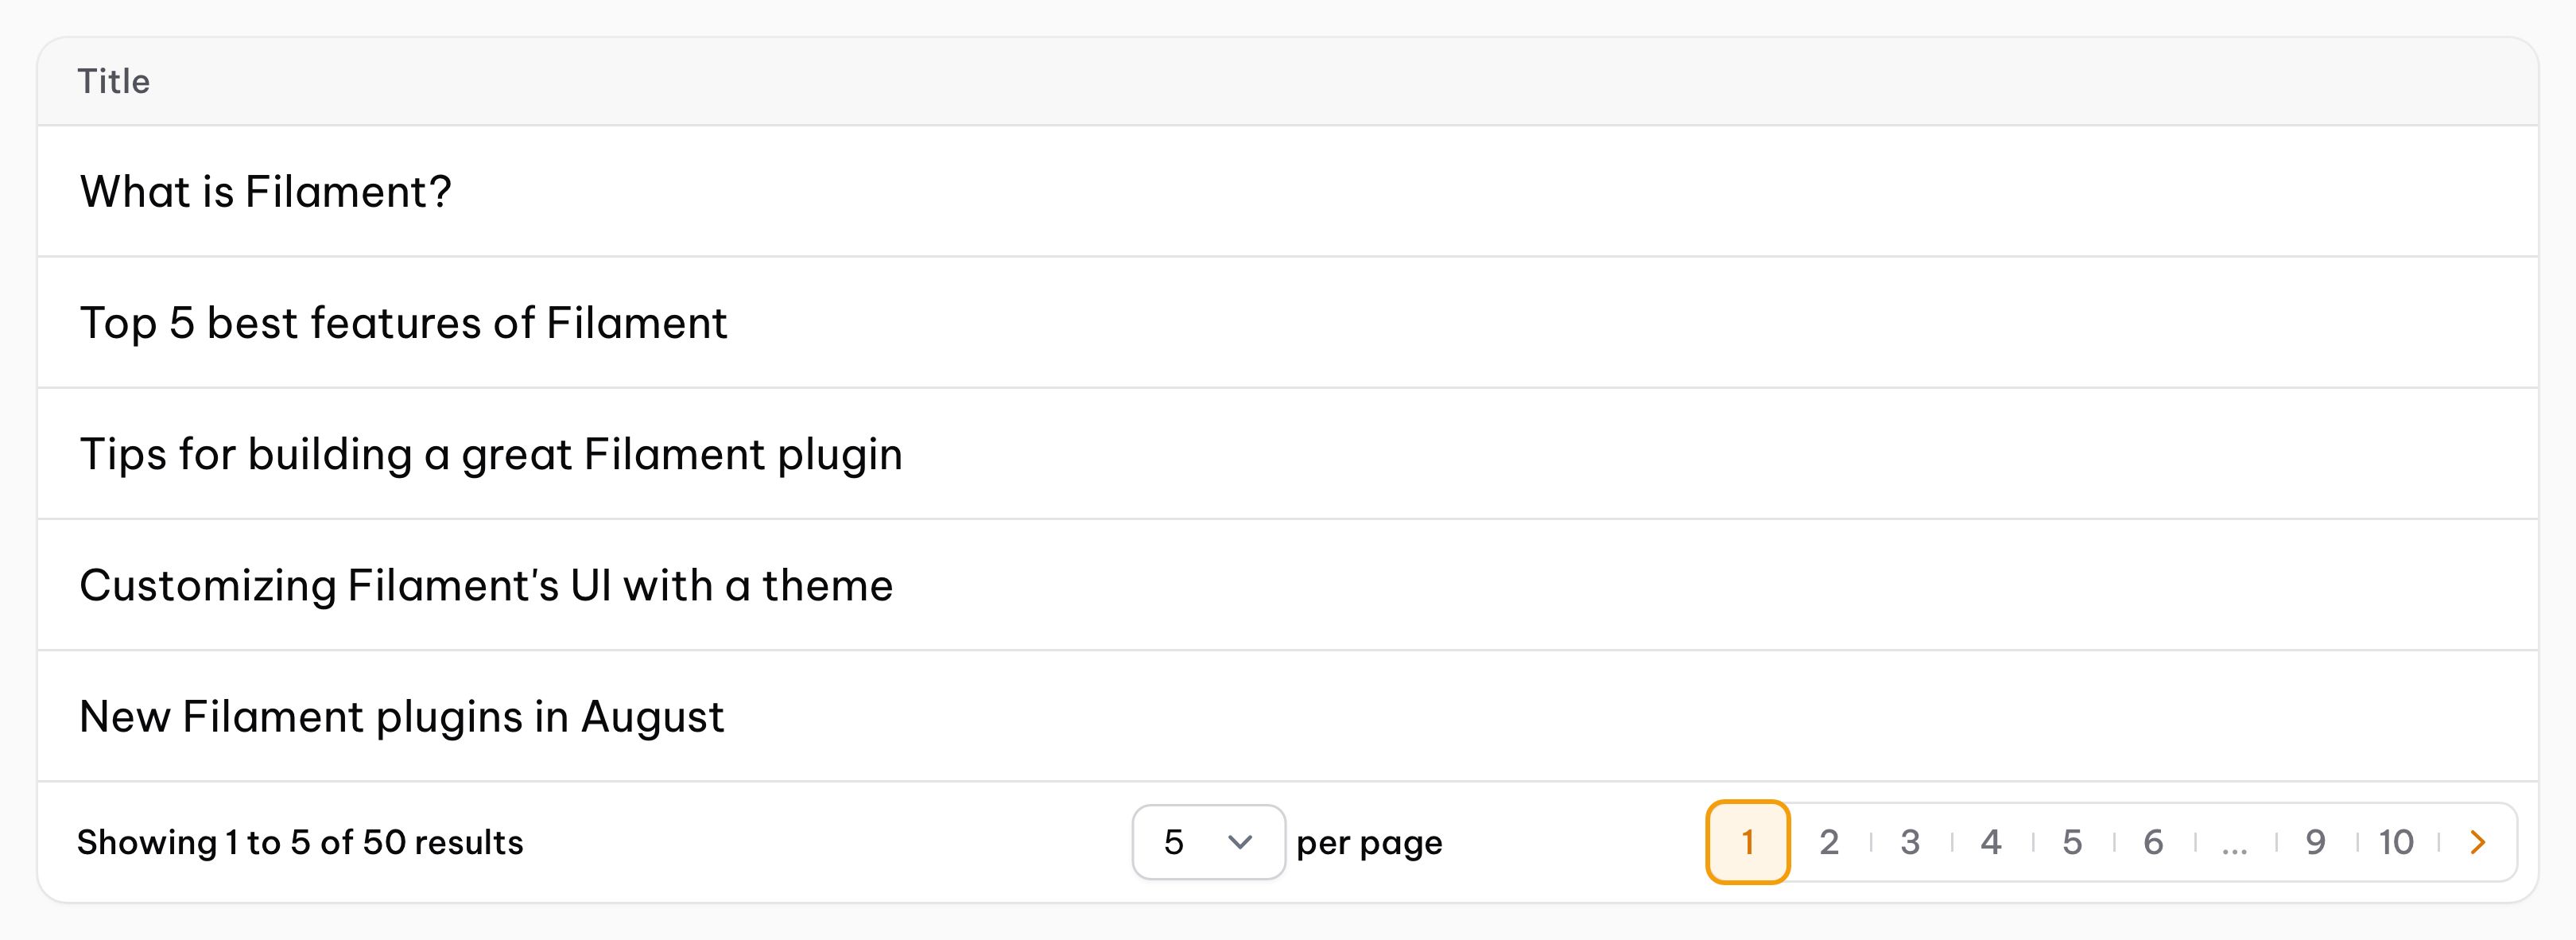 Title
What is Filament?
Top 5 best features of Filament
Tips for building a great Filament plugin
Customizing Filament's UI with a theme
New Filament plugins in August
Showing 1 to 5 of 50 results 5 per page 1 2 3 4 5 6 ... 9 10